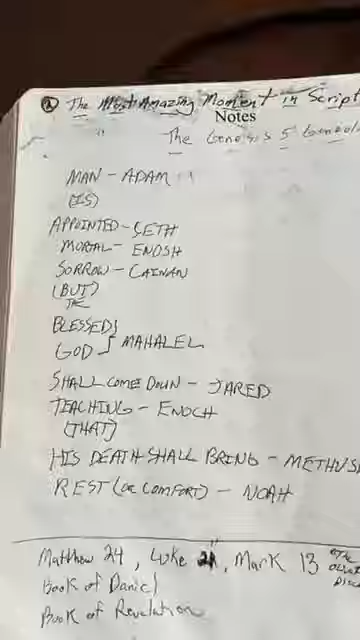 The Most Amazing Moment in Script
Notes
" The Genesis 5 Geneal
MAN - ADAM
(IS)
APPOINTED - SETH
MORTAL - ENOSH
SORROW - CAINAN
(BUT)
THE
BLESSED
GOD } MAHALEL
SHALL COME DOWN - JARED
TEACHING - ENOCH
(THAT)
HIS DEATH SHALL BRING - METHUS
REST (OR COMFORT) - NOAH
Matthew 24, Luke 21, Mark 13 THE
Book of Daniel
Book of Revelation